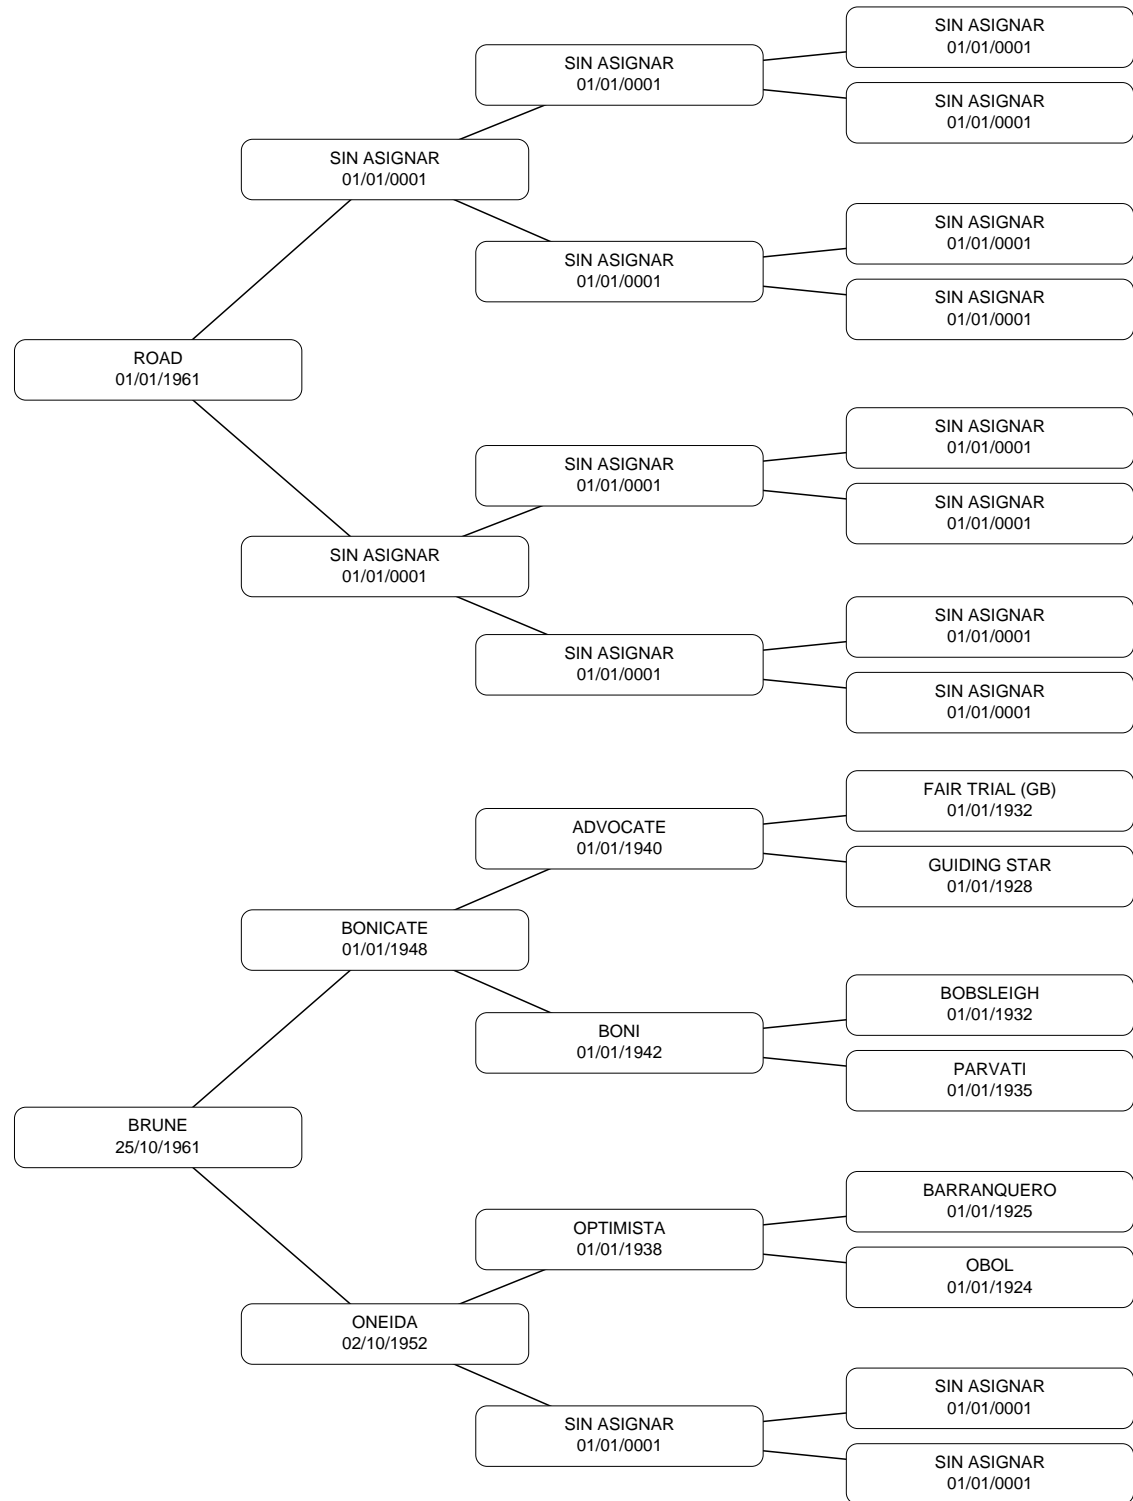 SIN ASIGNAR
01/01/0001
SIN ASIGNAR
01/01/0001
SIN ASIGNAR
01/01/0001
SIN ASIGNAR
01/01/0001
SIN ASIGNAR
01/01/0001
SIN ASIGNAR
01/01/0001
SIN ASIGNAR
01/01/0001
ROAD
01/01/1961
SIN ASIGNAR
01/01/0001
SIN ASIGNAR
01/01/0001
SIN ASIGNAR
01/01/0001
SIN ASIGNAR
01/01/0001
SIN ASIGNAR
01/01/0001
SIN ASIGNAR
01/01/0001
SIN ASIGNAR
01/01/0001
FAIR TRIAL (GB)
01/01/1932
ADVOCATE
01/01/1940
GUIDING STAR
01/01/1928
BONICATE
01/01/1948
BOBSLEIGH
01/01/1932
BONI
01/01/1942
PARVATI
01/01/1935
BRUNE
25/10/1961
BARRANQUERO
01/01/1925
OPTIMISTA
01/01/1938
OBOL
01/01/1924
ONEIDA
02/10/1952
SIN ASIGNAR
01/01/0001
SIN ASIGNAR
01/01/0001
SIN ASIGNAR
01/01/0001